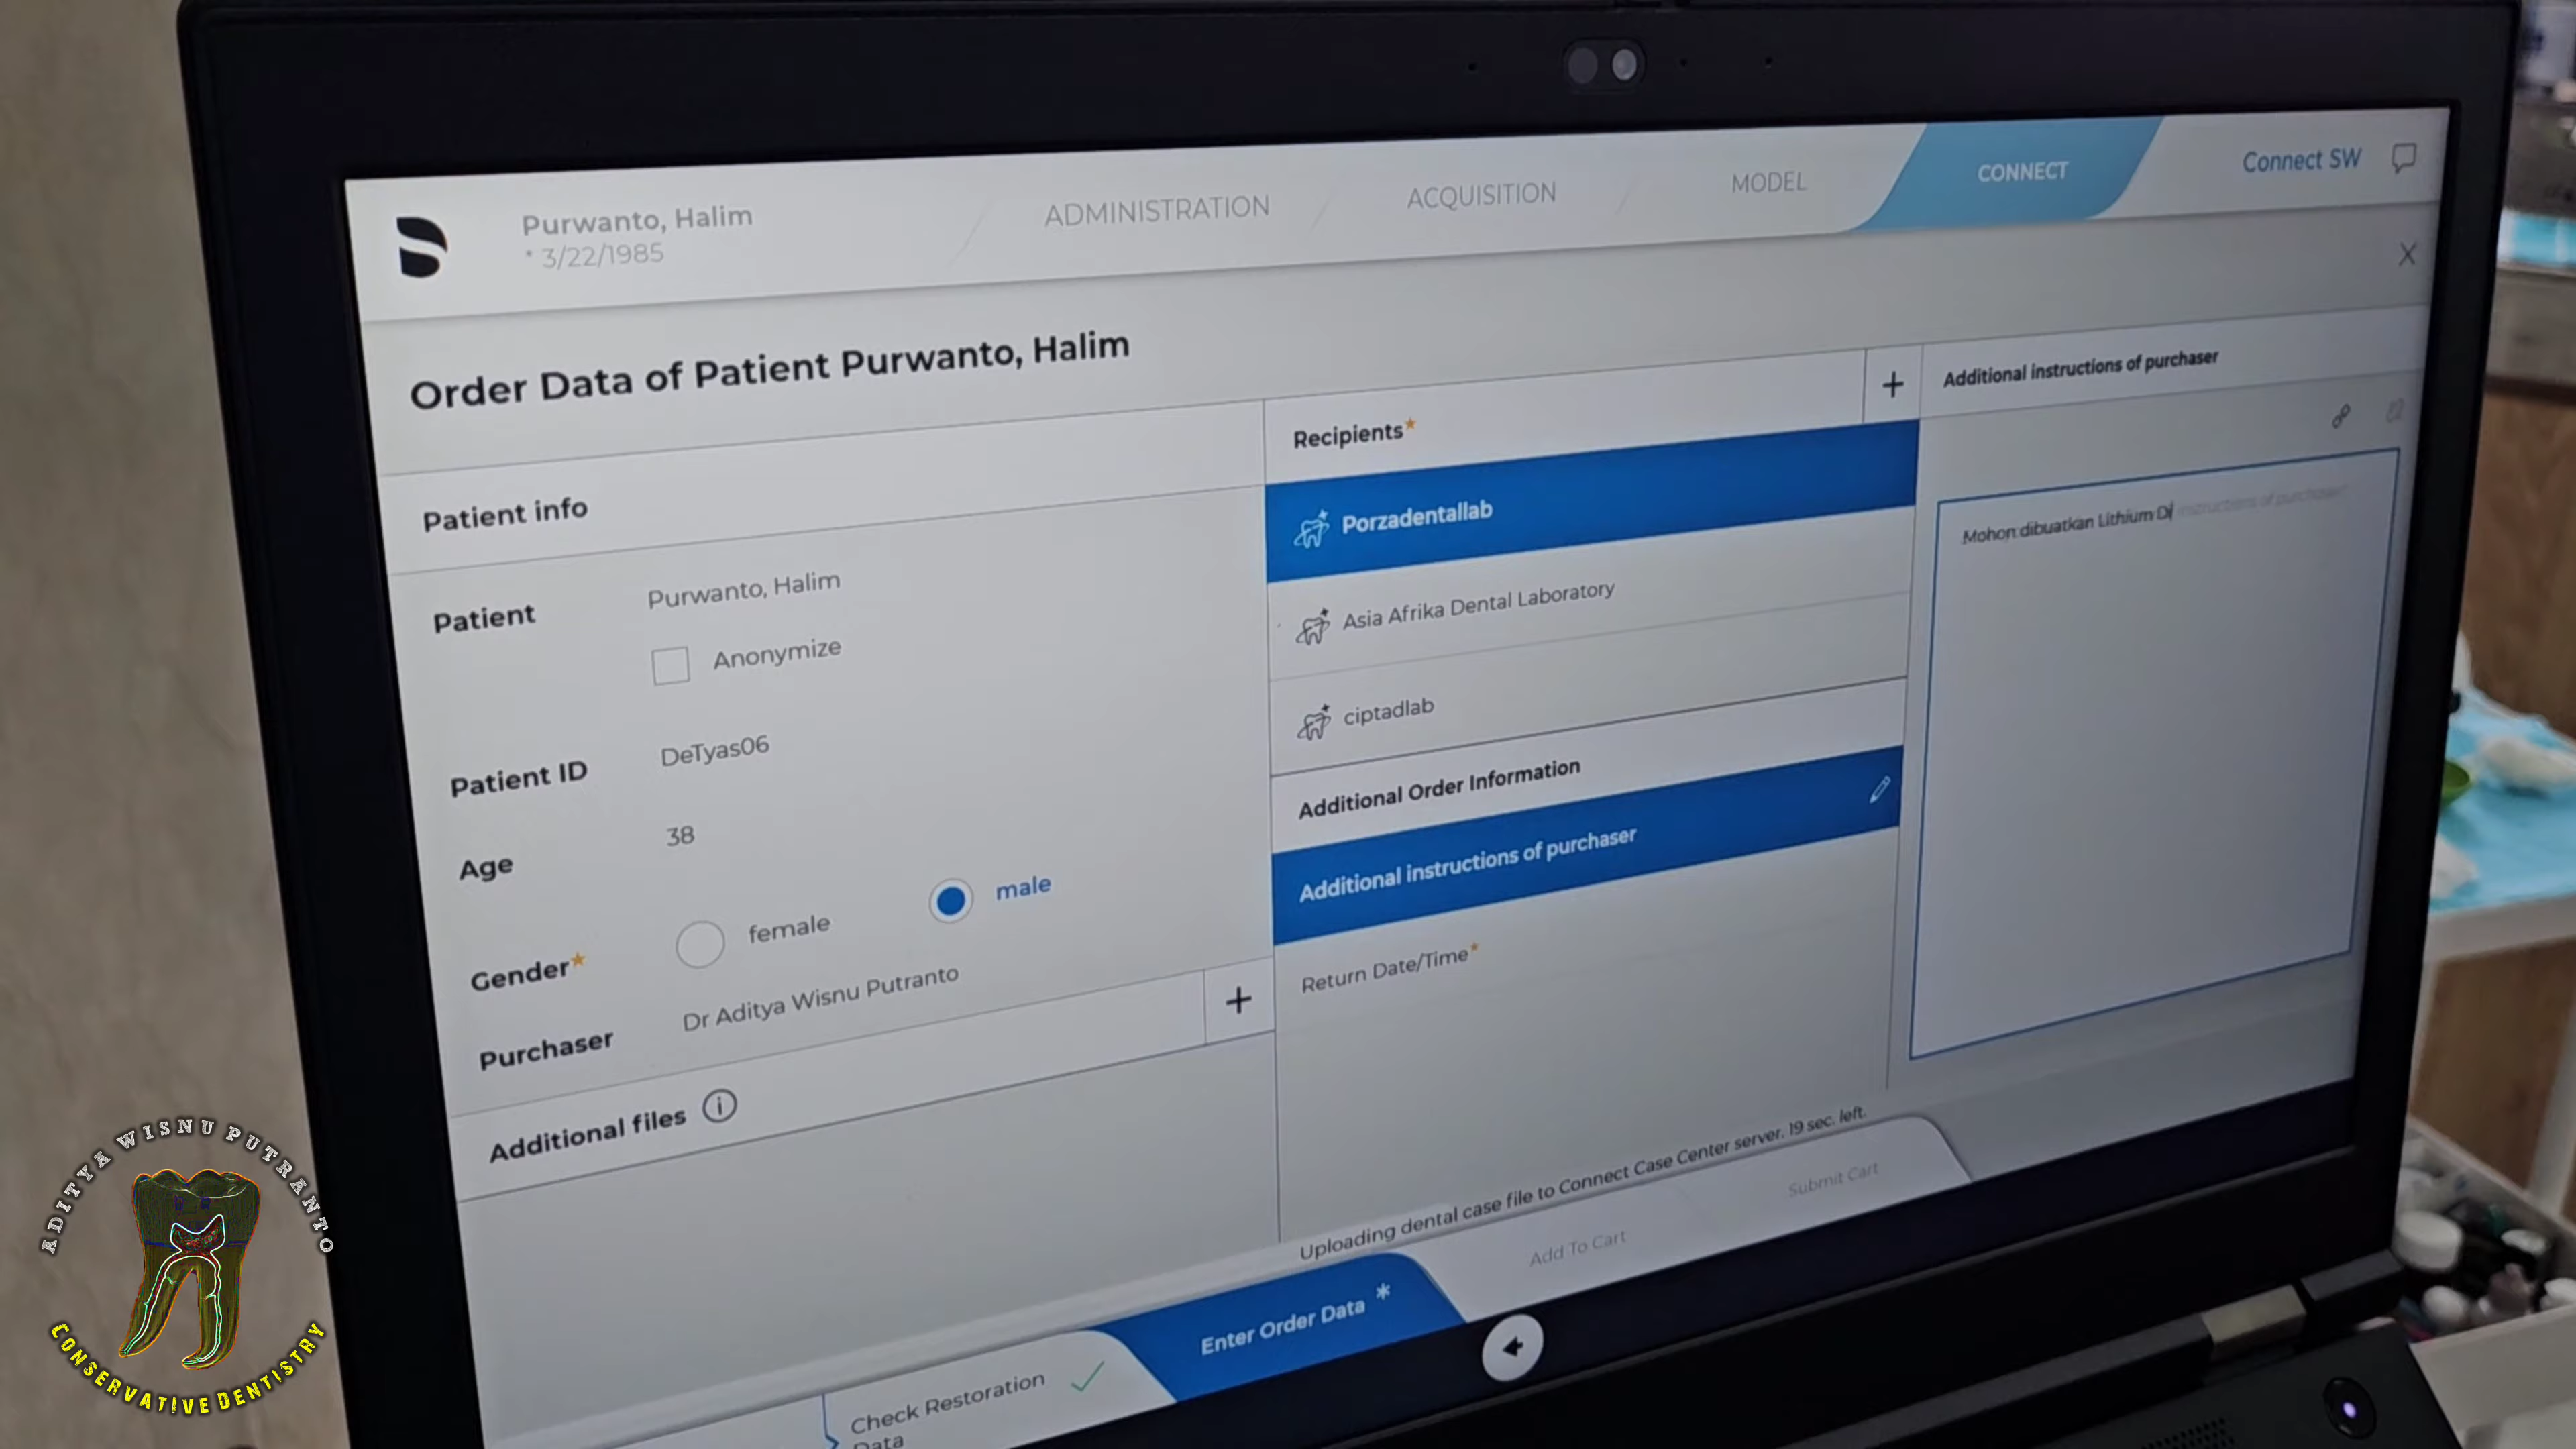 Purwanto, Halim
* 3/22/1985
ADMINISTRATION
ACQUISITION
MODEL
CONNECT
Connect SW
Order Data of Patient Purwanto, Halim
Patient info
Patient
Purwanto, Halim
Anonymize
Patient ID
DeTyas06
Age
38
Gender*
female
male
Purchaser
Dr Aditya Wisnu Putranto
Additional files
Recipients*
Porzadentallab
Asia Afrika Dental Laboratory
ciptadlab
Additional Order Information
Additional instructions of purchaser
Return Date/Time*
Additional instructions of purchaser
Mohon dibuatkan Lithium Di instructions of purchaser
Uploading dental case file to Connect Case Center server. 19 sec. left.
Check Restoration
Data
Enter Order Data *
Add To Cart
Submit Cart
ADITYA WISNU PUTRANTO
CONSERVATIVE DENTISTRY